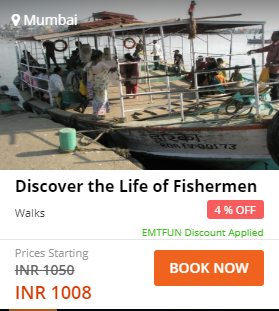 Mumbai
Discover the Life of Fishermen
Walks
4 % OFF
EMTFUN Discount Applied
Prices Starting
INR 1050
INR 1008
BOOK NOW